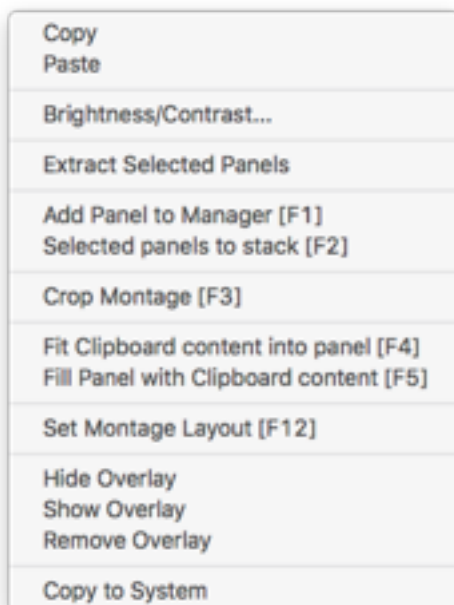 Copy
Paste
Brightness/Contrast...
Extract Selected Panels
Add Panel to Manager [F1]
Selected panels to stack [F2]
Crop Montage [F3]
Fit Clipboard content into panel [F4]
Fill Panel with Clipboard content [F5]
Set Montage Layout [F12]
Hide Overlay
Show Overlay
Remove Overlay
Copy to System